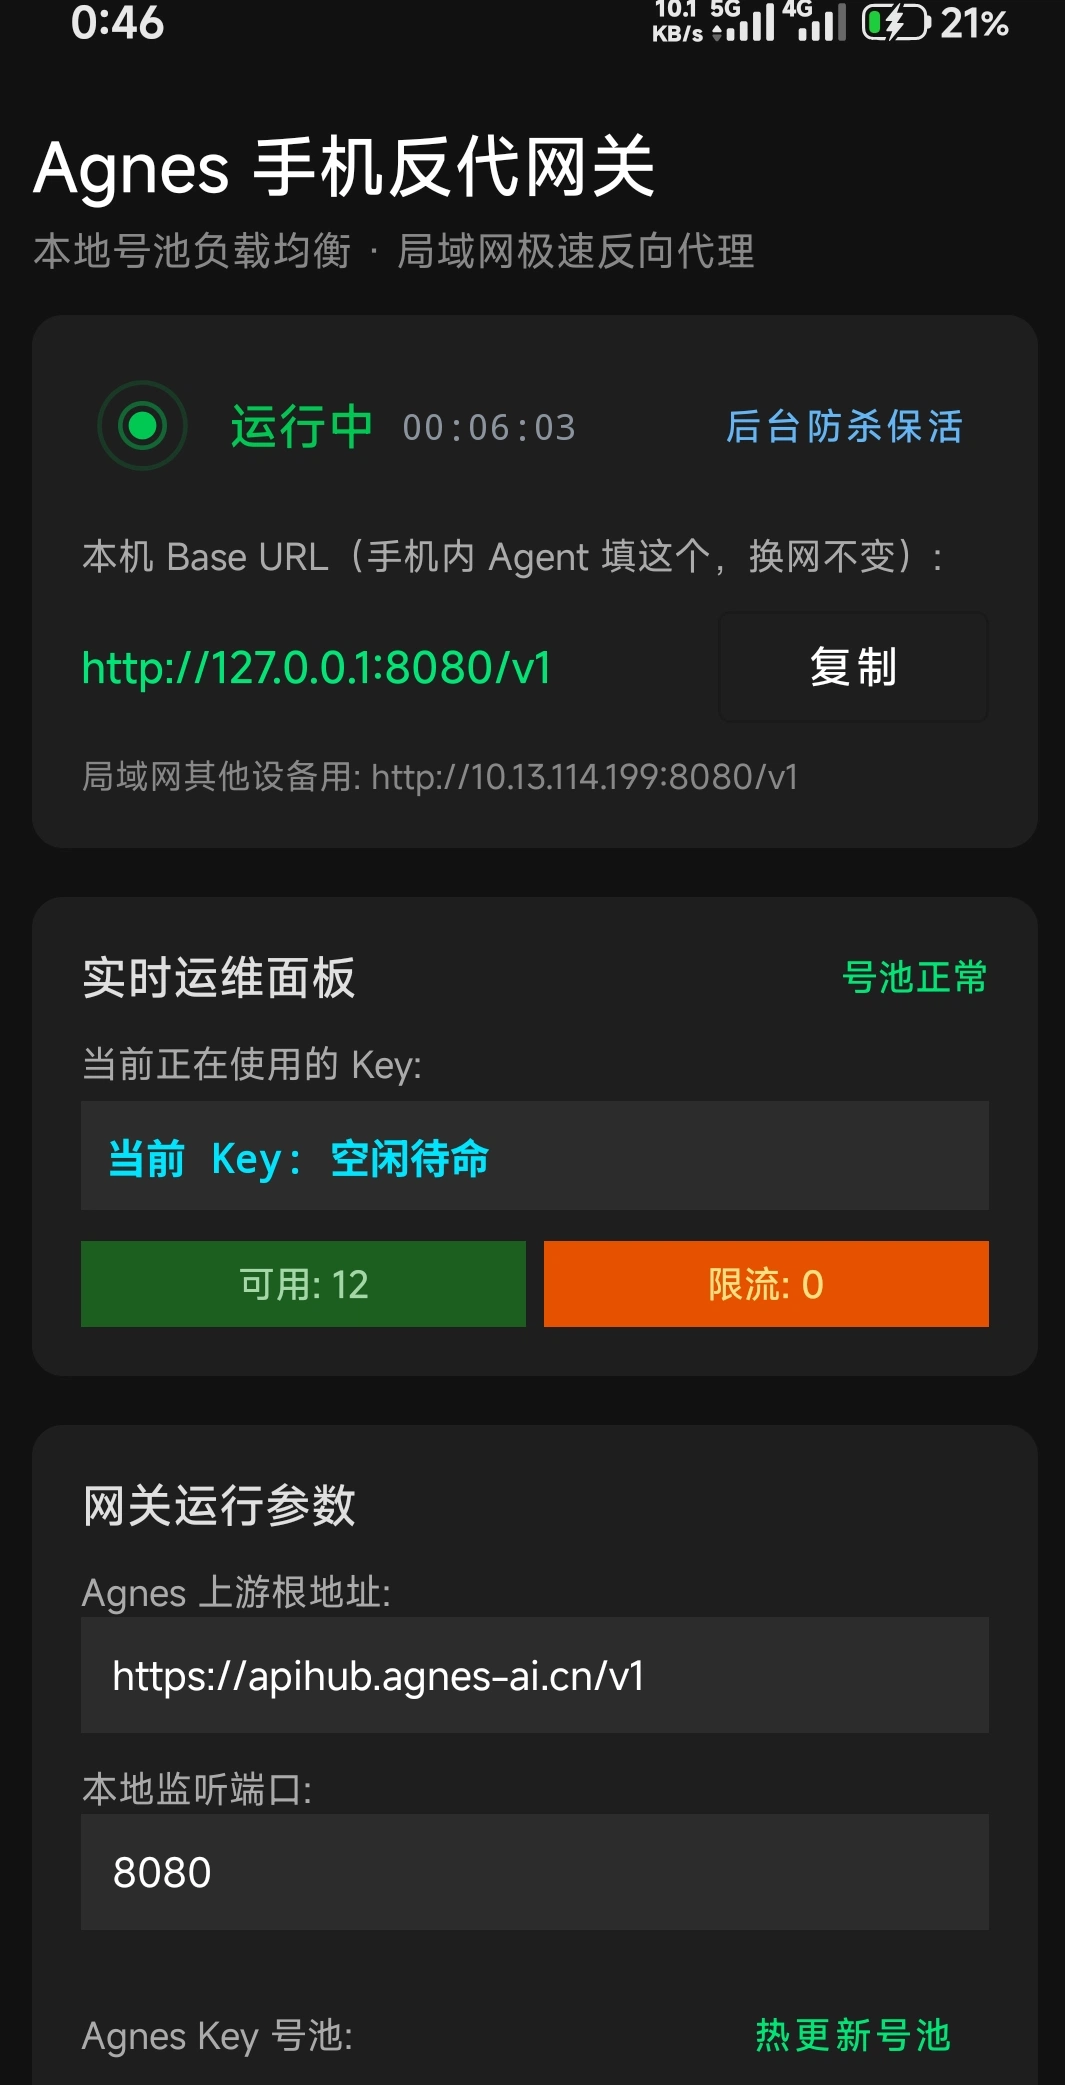 0:46
10.1 KB/s 5G 4G 21%
Agnes 手机反代网关
本地号池负载均衡 · 局域网极速反向代理
运行中 00:06:03 后台防杀保活
本机 Base URL（手机内 Agent 填这个，换网不变）:
http://127.0.0.1:8080/v1 复制
局域网其他设备用: http://10.13.114.199:8080/v1
实时运维面板 号池正常
当前正在使用的 Key:
当前 Key: 空闲待命
可用: 12 限流: 0
网关运行参数
Agnes 上游根地址:
https://apihub.agnes-ai.cn/v1
本地监听端口:
8080
Agnes Key 号池: 热更新号池